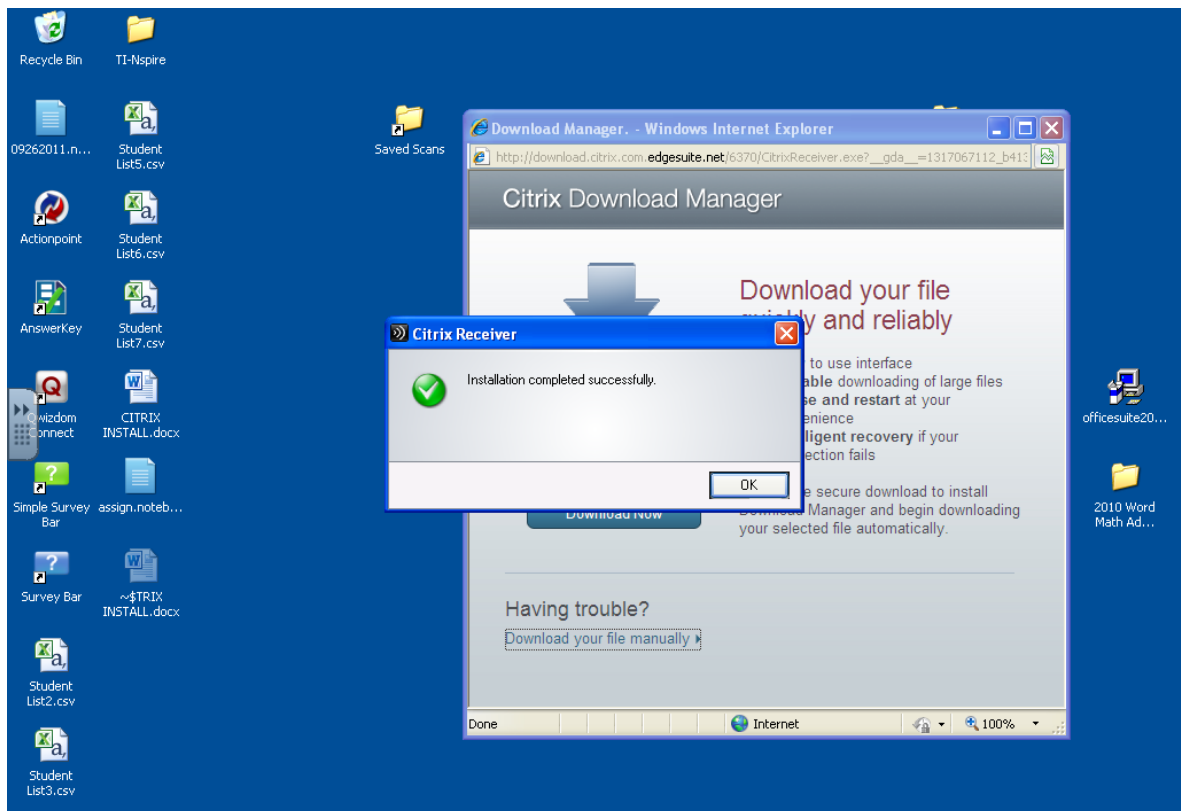 Recycle Bin
TI-Nspire
09262011.n...
Student
List5.csv
Saved Scans
Actionpoint
Student
List6.csv
AnswerKey
Student
List7.csv
wizdom
onnect
CITRIX
INSTALL.docx
Simple Survey
Bar
assign.noteb...
Survey Bar
~$TRIX
INSTALL.docx
Student
List2.csv
Student
List3.csv
Download Manager. - Windows Internet Explorer
http://download.citrix.com.edgesuite.net/6370/CitrixReceiver.exe?__gda__=1317067112_b413
Citrix Download Manager
Download your file
quickly and reliably
to use interface
able downloading of large files
se and restart at your
enience
ligent recovery if your
ection fails
e secure download to install
Download Manager and begin downloading
your selected file automatically.
Download Now
Citrix Receiver
Installation completed successfully.
OK
Having trouble?
Download your file manually
Done
Internet
100%
officesuite20...
2010 Word
Math Ad...